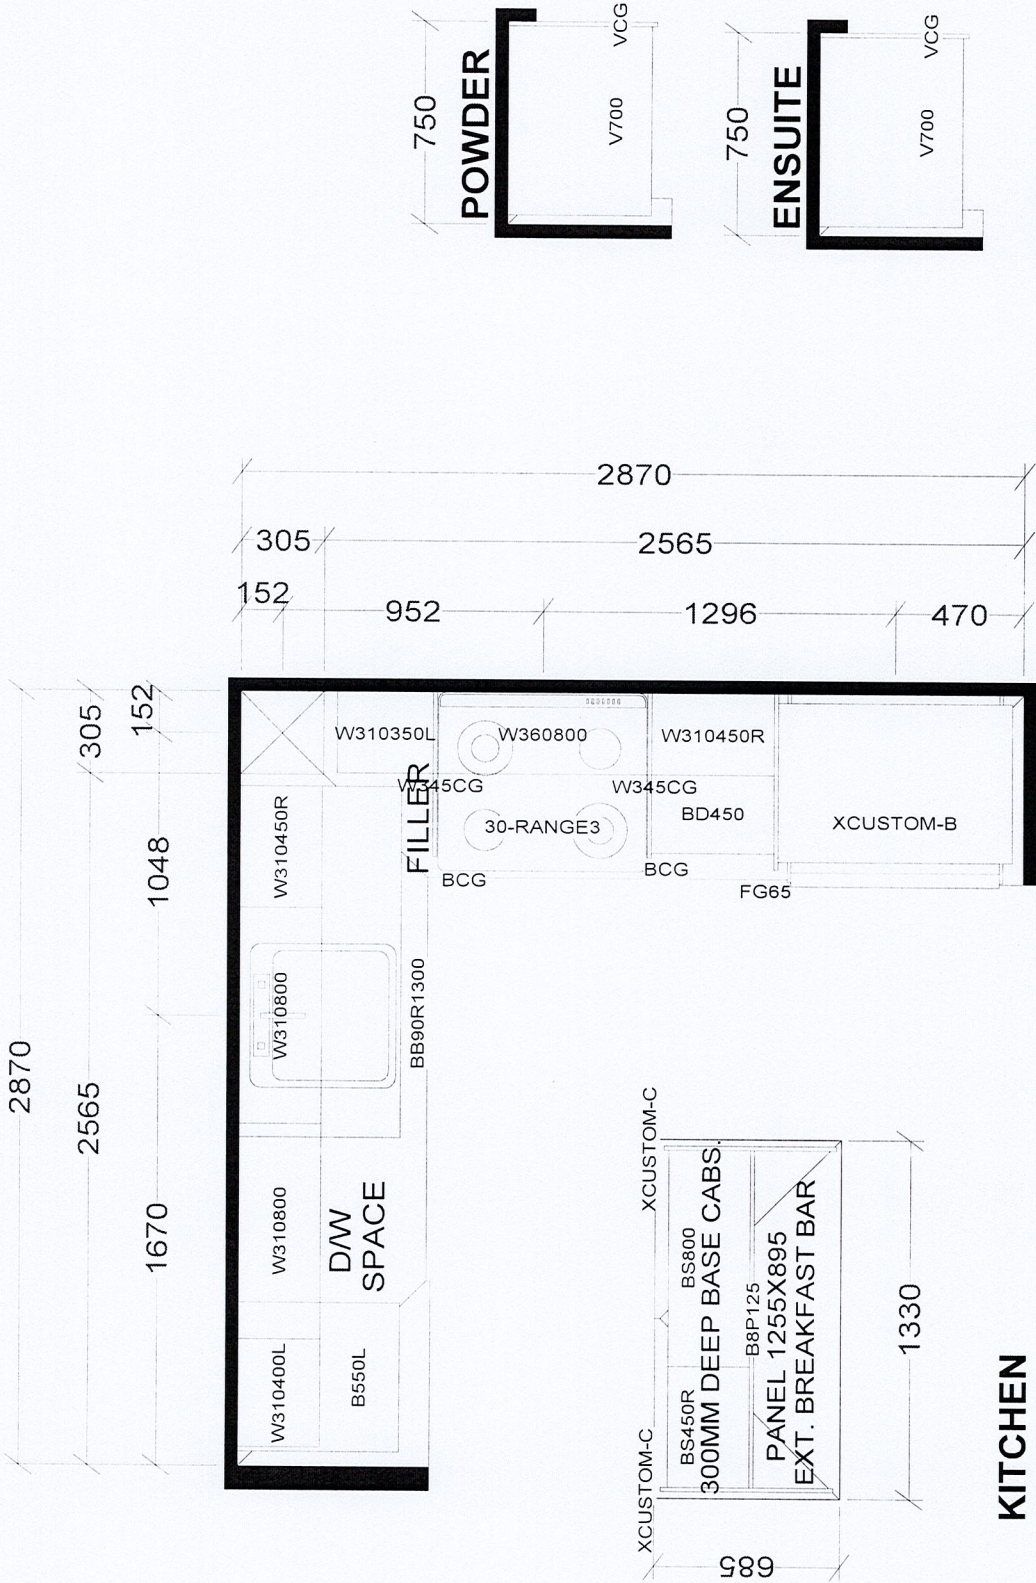 750
POWDER
V700
VCG
750
ENSUITE
V700
VCG
2870
305
2565
152
952
1296
470
2870
305
2565
152
1048
1670
W310350L
W360800
W310450R
W345CG
W345CG
FILLER
30-RANGE3
BD450
XCUSTOM-B
BCG
BCG
FG65
W310450R
W310800
BB90R1300
W310800
D/W
SPACE
W310400L
B550L
XCUSTOM-C
XCUSTOM-C
BS450R
BS800
300MM DEEP BASE CABS.
B8P125
PANEL 1255X895
EXT. BREAKFAST BAR
1330
685
KITCHEN